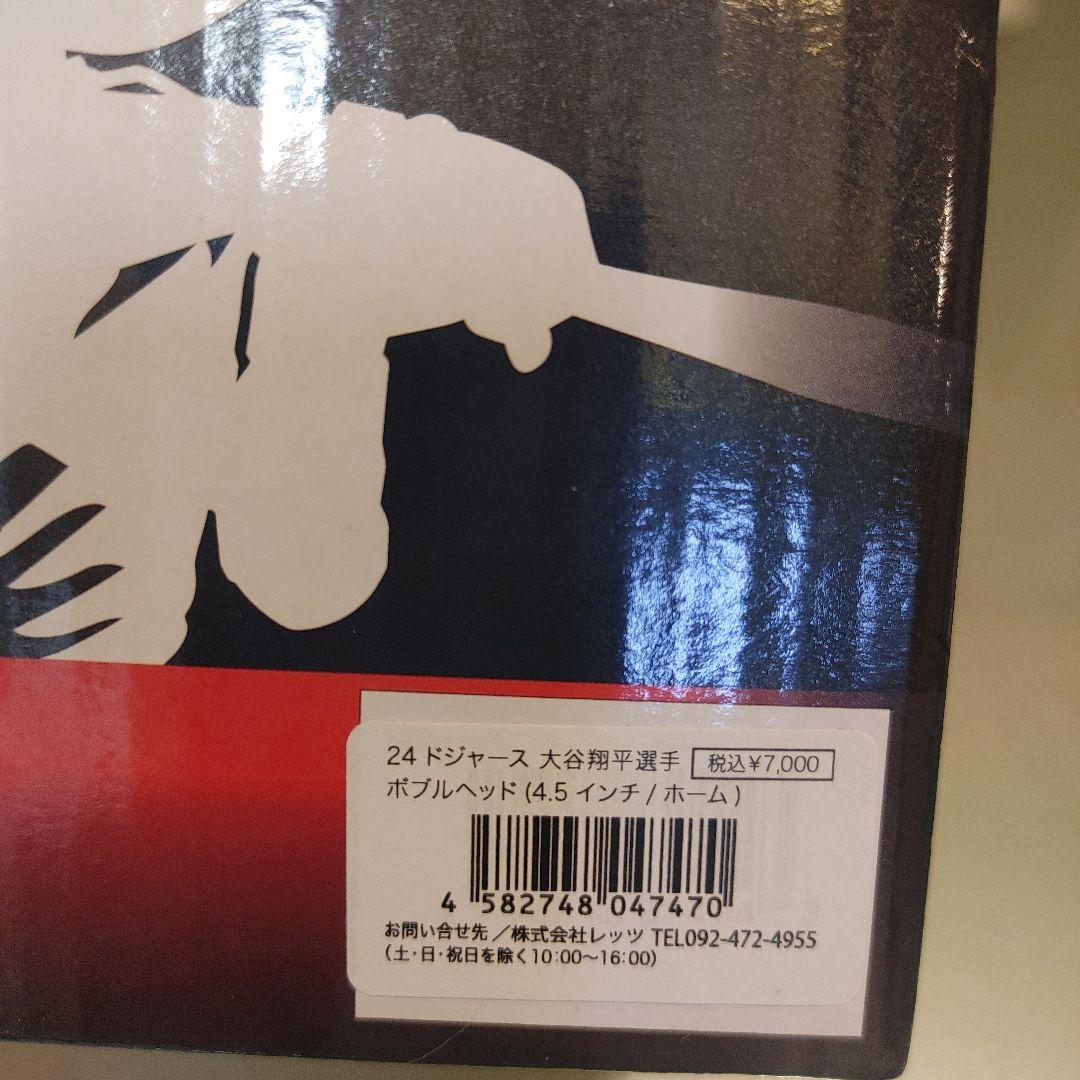 24 ドジャース 大谷翔平選手 税込¥7,000
ボブルヘッド (4.5 インチ / ホーム )
4 582748 047470
お問い合せ先／株式会社レッツ TEL092-472-4955
（土・日・祝日を除く10:00〜16:00）